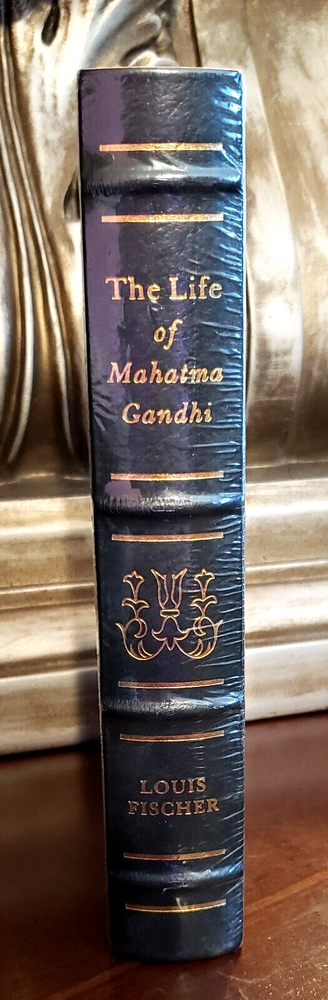 The Life
of
Mahatma
Gandhi
LOUIS
FISCHER